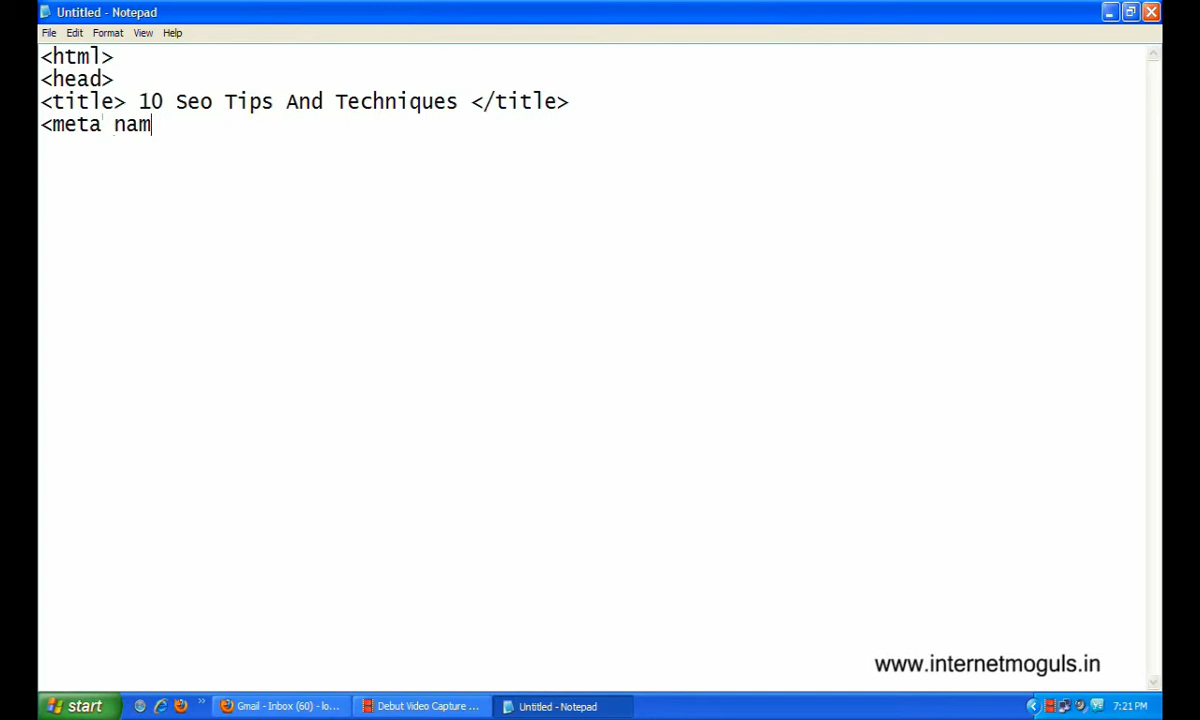 Untitled - Notepad
File Edit Format View Help
<html>
<head>
<title> 10 Seo Tips And Techniques </title>
<meta nam
www.internetmoguls.in
start » Gmail - Inbox (60) - lo... Debut Video Capture ... Untitled - Notepad 7:21 PM